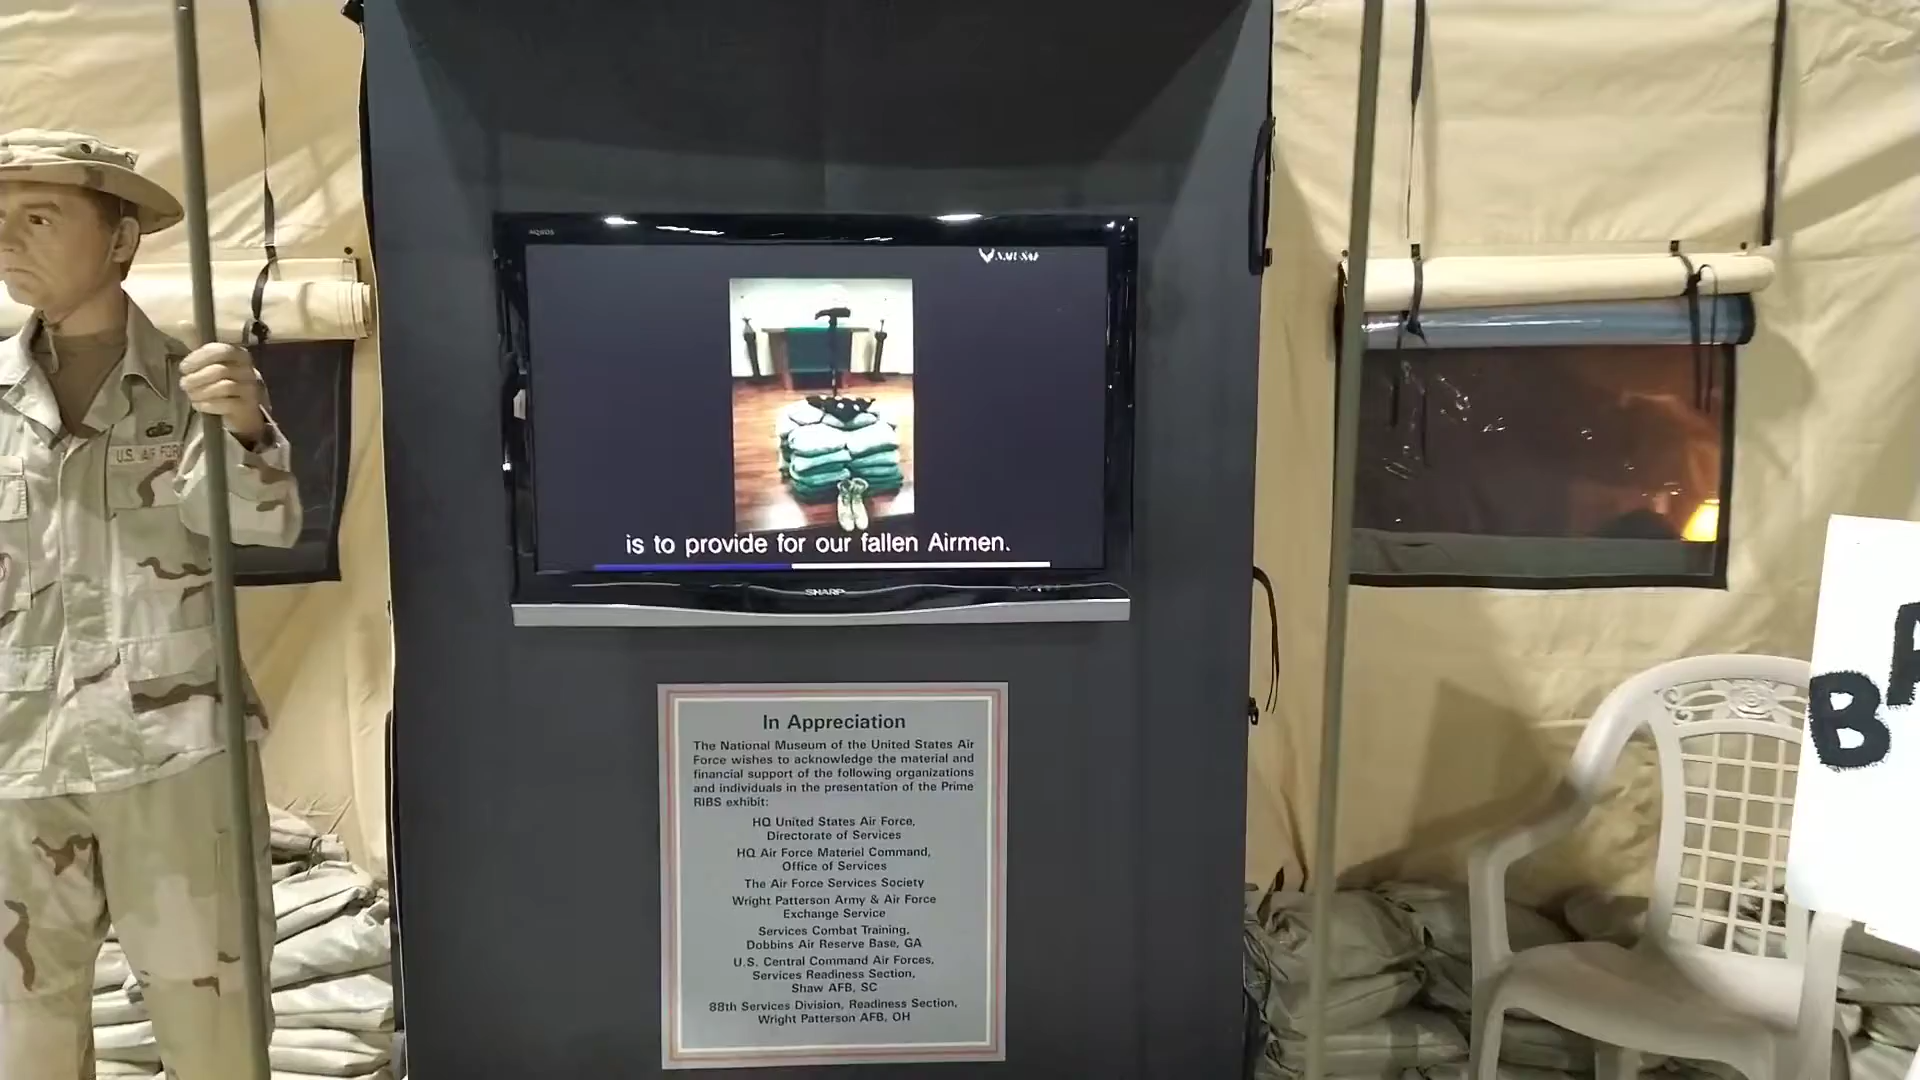 AQUOS
NMUSAF
U.S. AIR FOR
is to provide for our fallen Airmen.
SHARP
In Appreciation
The National Museum of the United States Air
Force wishes to acknowledge the material and
financial support of the following organizations
and individuals in the presentation of the Prime
RIBS exhibit:
HQ United States Air Force,
Directorate of Services
HQ Air Force Materiel Command,
Office of Services
The Air Force Services Society
Wright Patterson Army & Air Force
Exchange Service
Services Combat Training,
Dobbins Air Reserve Base, GA
U.S. Central Command Air Forces,
Services Readiness Section,
Shaw AFB, SC
88th Services Division, Readiness Section,
Wright Patterson AFB, OH
BA